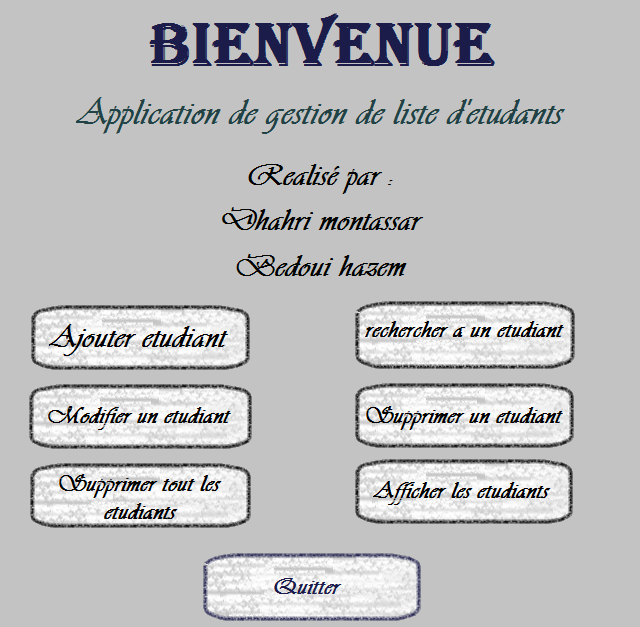 BIENVENUE
Application de gestion de liste d'etudants
Realisé par :
Dhahri montassar
Bedoui hazem
Ajouter etudiant
rechercher a un etudiant
Modifier un etudiant
Supprimer un etudiant
Supprimer tout les
etudiants
Afficher les etudiants
Quitter